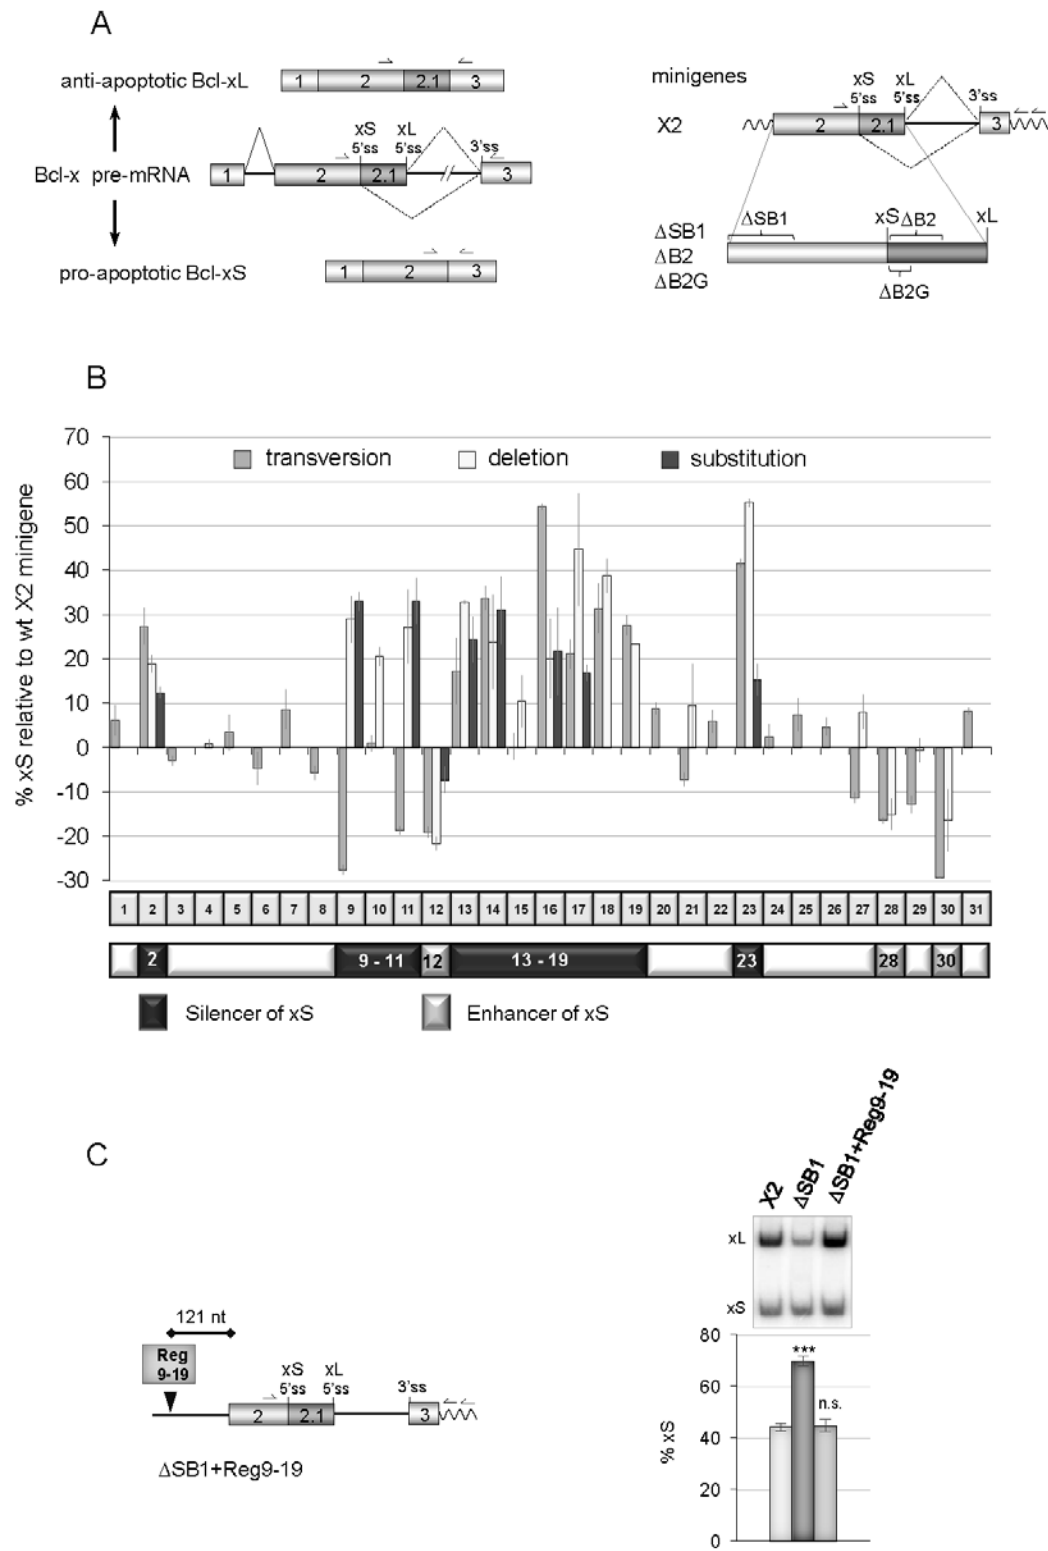 A
anti-apoptotic Bcl-xL
1 2 2.1 3
Bcl-x pre-mRNA
xS xL
5'ss 5'ss 3'ss
1 2 2.1 3
pro-apoptotic Bcl-xS
1 2 3
minigenes
xS xL
5'ss 5'ss 3'ss
X2
2 2.1 3
ΔSB1 xS ΔB2 xL
ΔSB1
ΔB2
ΔB2G
ΔB2G
B
% xS relative to wt X2 minigene
70
60
50
40
30
20
10
0
-10
-20
-30
transversion deletion substitution
1 2 3 4 5 6 7 8 9 10 11 12 13 14 15 16 17 18 19 20 21 22 23 24 25 26 27 28 29 30 31
2 9 - 11 12 13 - 19 23 28 30
Silencer of xS Enhancer of xS
C
121 nt
Reg
9-19
xS xL
5'ss 5'ss 3'ss
2 2.1 3
ΔSB1+Reg9-19
X2 ΔSB1 ΔSB1+Reg9-19
xL
xS
% xS
80
60
40
20
0
***
n.s.